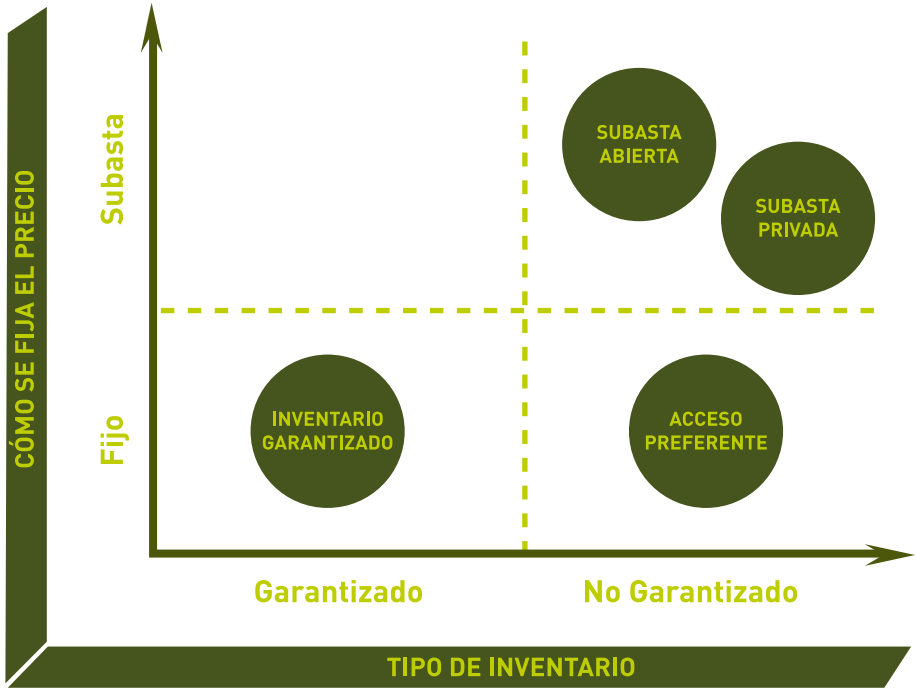 CÓMO SE FIJA EL PRECIO
Subasta
Fijo
SUBASTA
ABIERTA
SUBASTA
PRIVADA
INVENTARIO
GARANTIZADO
ACCESO
PREFERENTE
Garantizado
No Garantizado
TIPO DE INVENTARIO